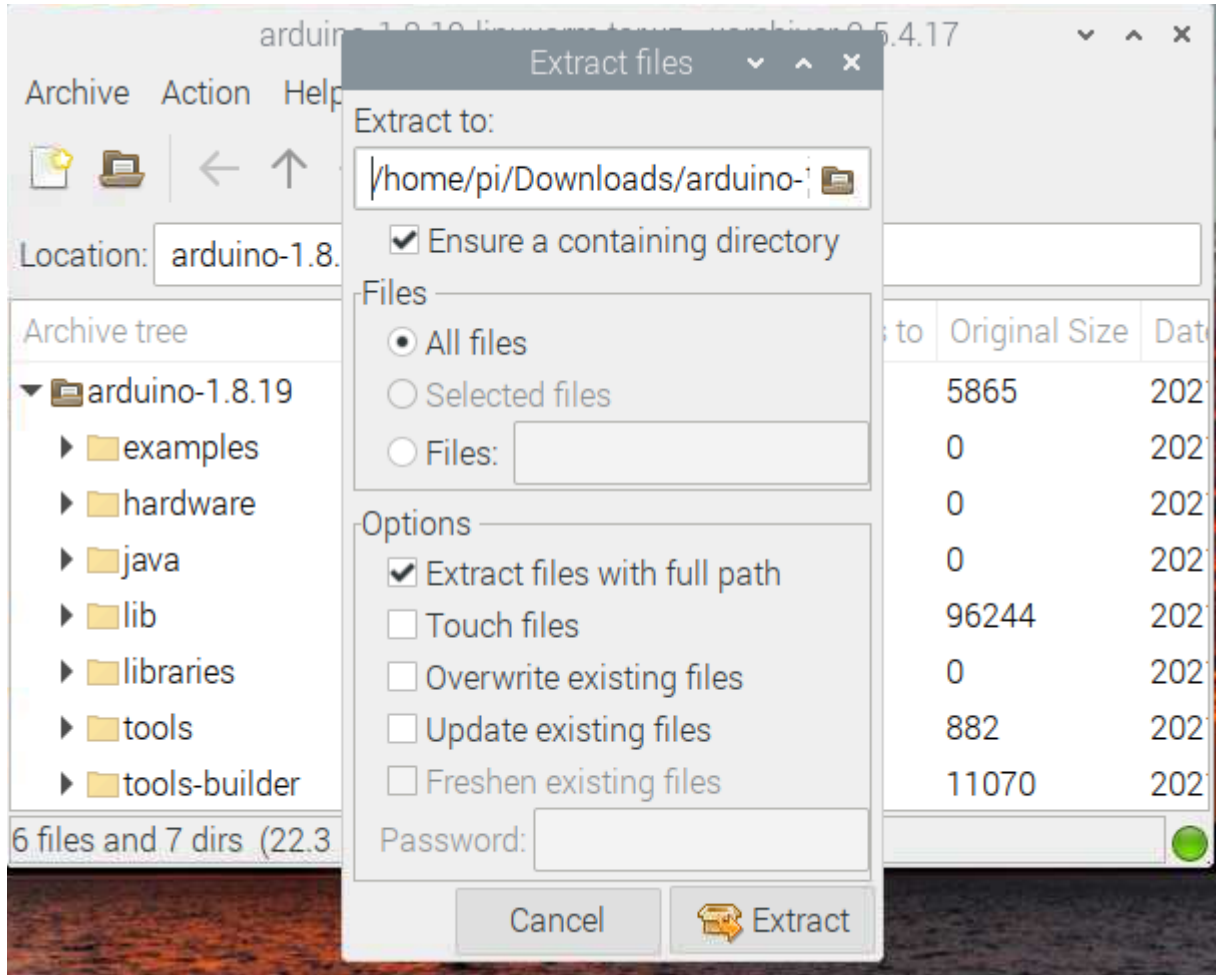 5.4.17
Extract files
Archive Action Help
Extract to:
/home/pi/Downloads/arduino-
Ensure a containing directory
Location: arduino-1.8.
Files
All files
Selected files
Files:
Archive tree
to Original Size
arduino-1.8.19 5865 202
examples 0 202
hardware 0 202
java 0 202
lib 96244 202
libraries 0 202
tools 882 202
tools-builder 11070 202
Options
Extract files with full path
Touch files
Overwrite existing files
Update existing files
Freshen existing files
Password:
6 files and 7 dirs (22.3
Cancel Extract